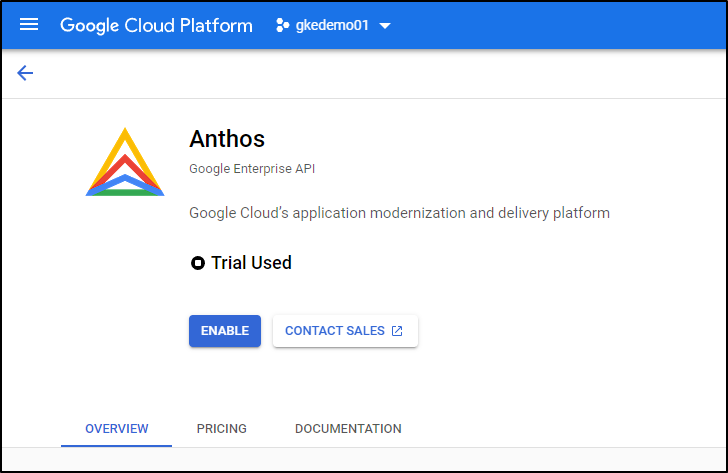 Google Cloud Platform gkedemo01
Anthos
Google Enterprise API
Google Cloud's application modernization and delivery platform
Trial Used
ENABLE CONTACT SALES
OVERVIEW PRICING DOCUMENTATION